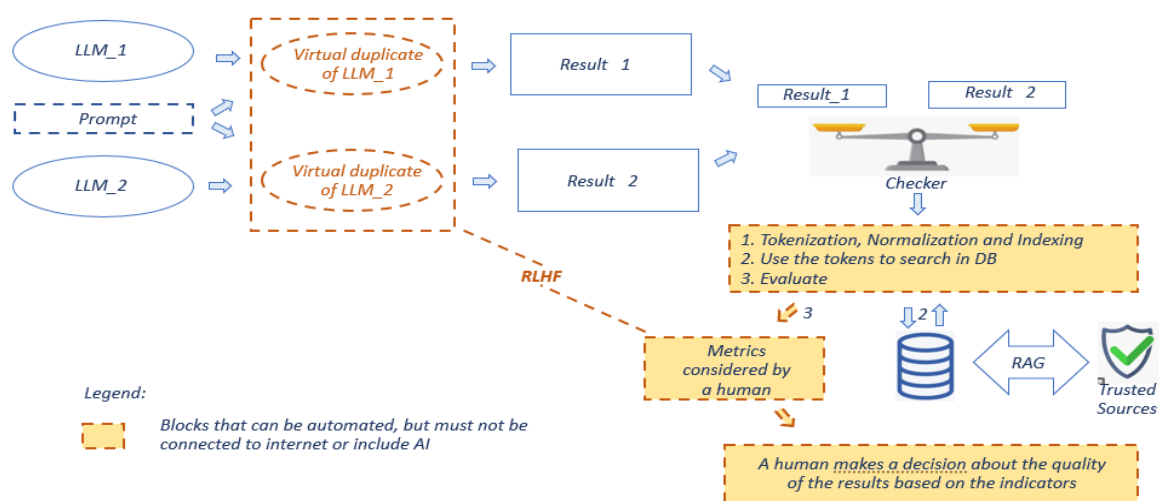 LLM_1
Prompt
LLM_2
Virtual duplicate
of LLM_1
Virtual duplicate
of LLM_2
Result 1
Result 2
Result_1
Result 2
Checker
1. Tokenization, Normalization and Indexing
2. Use the tokens to search in DB
3. Evaluate
RLHF
3
2
Metrics
considered by
a human
RAG
Trusted
Sources
Legend:
Blocks that can be automated, but must not be
connected to internet or include AI
A human makes a decision about the quality
of the results based on the indicators